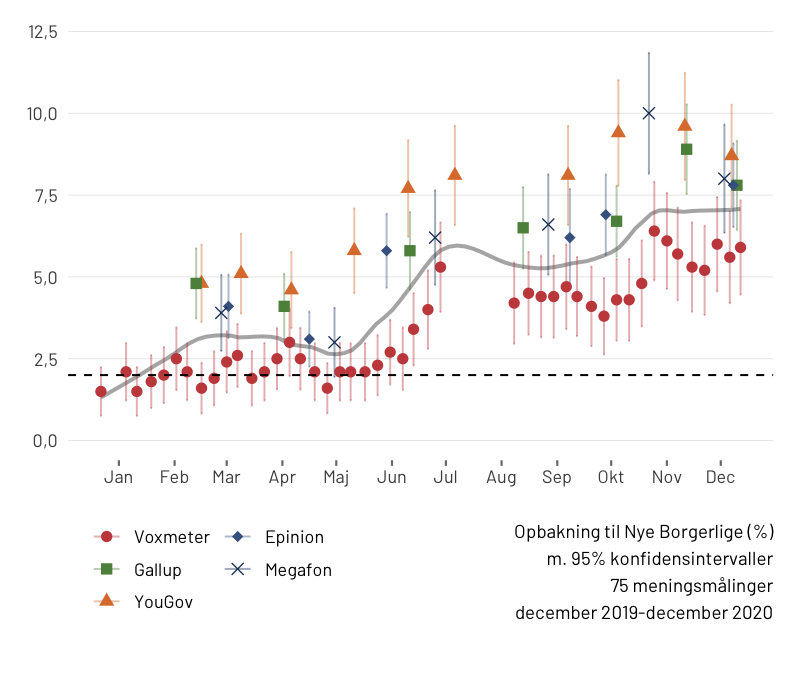 12,5
10,0
7,5
5,0
2,5
0,0
Jan Feb Mar Apr Maj Jun Jul Aug Sep Okt Nov Dec
Voxmeter Epinion
Gallup Megafon
YouGov
Opbakning til Nye Borgerlige (%)
m. 95% konfidensintervaller
75 meningsmålinger
december 2019-december 2020